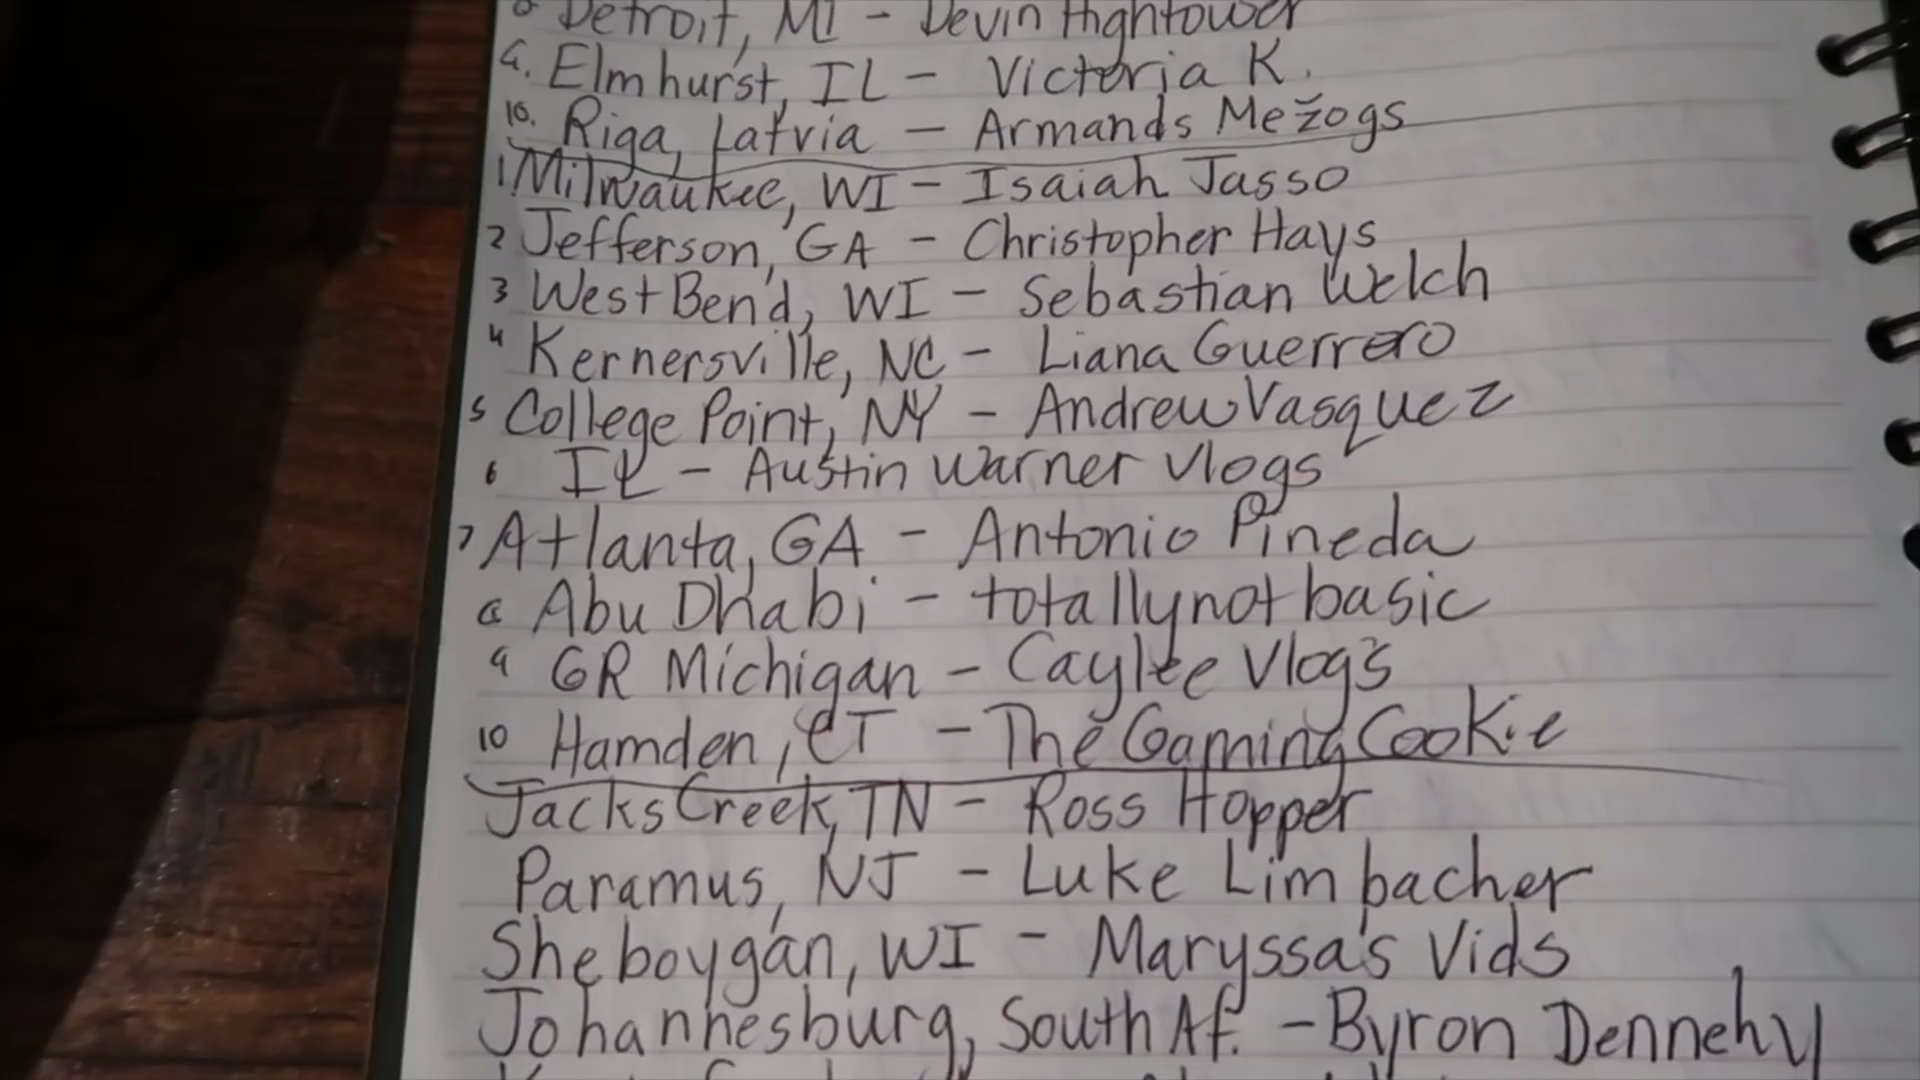 Detroit, MI - Devin Hightower
9. Elmhurst, IL - Victoria K.
10. Riga, Latvia - Armands Mežogs
1 Milwaukee, WI - Isaiah Jasso
2 Jefferson, GA - Christopher Hays
3 West Bend, WI - Sebastian Welch
4 Kernersville, NC - Liana Guerrero
5 College Point, NY - Andrew Vasquez
6 IL - Austin Warner Vlogs
7 Atlanta, GA - Antonio Pineda
8 Abu Dhabi - totallynotbasic
9 GR Michigan - Caylee Vlogs
10 Hamden, CT - The Gaming Cookie
Jacks Creek, TN - Ross Hopper
Paramus, NJ - Luke Limbacher
Sheboygan, WI - Maryssa's Vids
Johannesburg, South Af. - Byron Dennehy